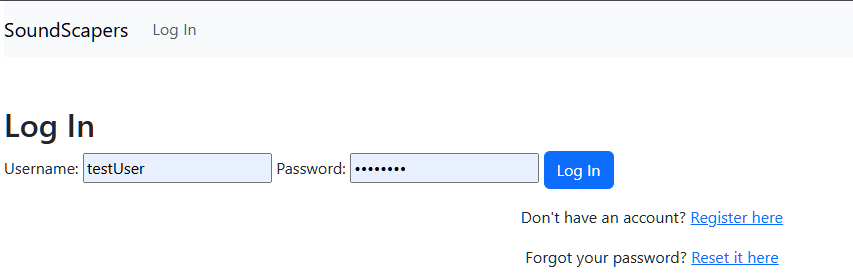 SoundScapers Log In
Log In
Username: testUser Password: •••••••• Log In
Don't have an account? Register here
Forgot your password? Reset it here